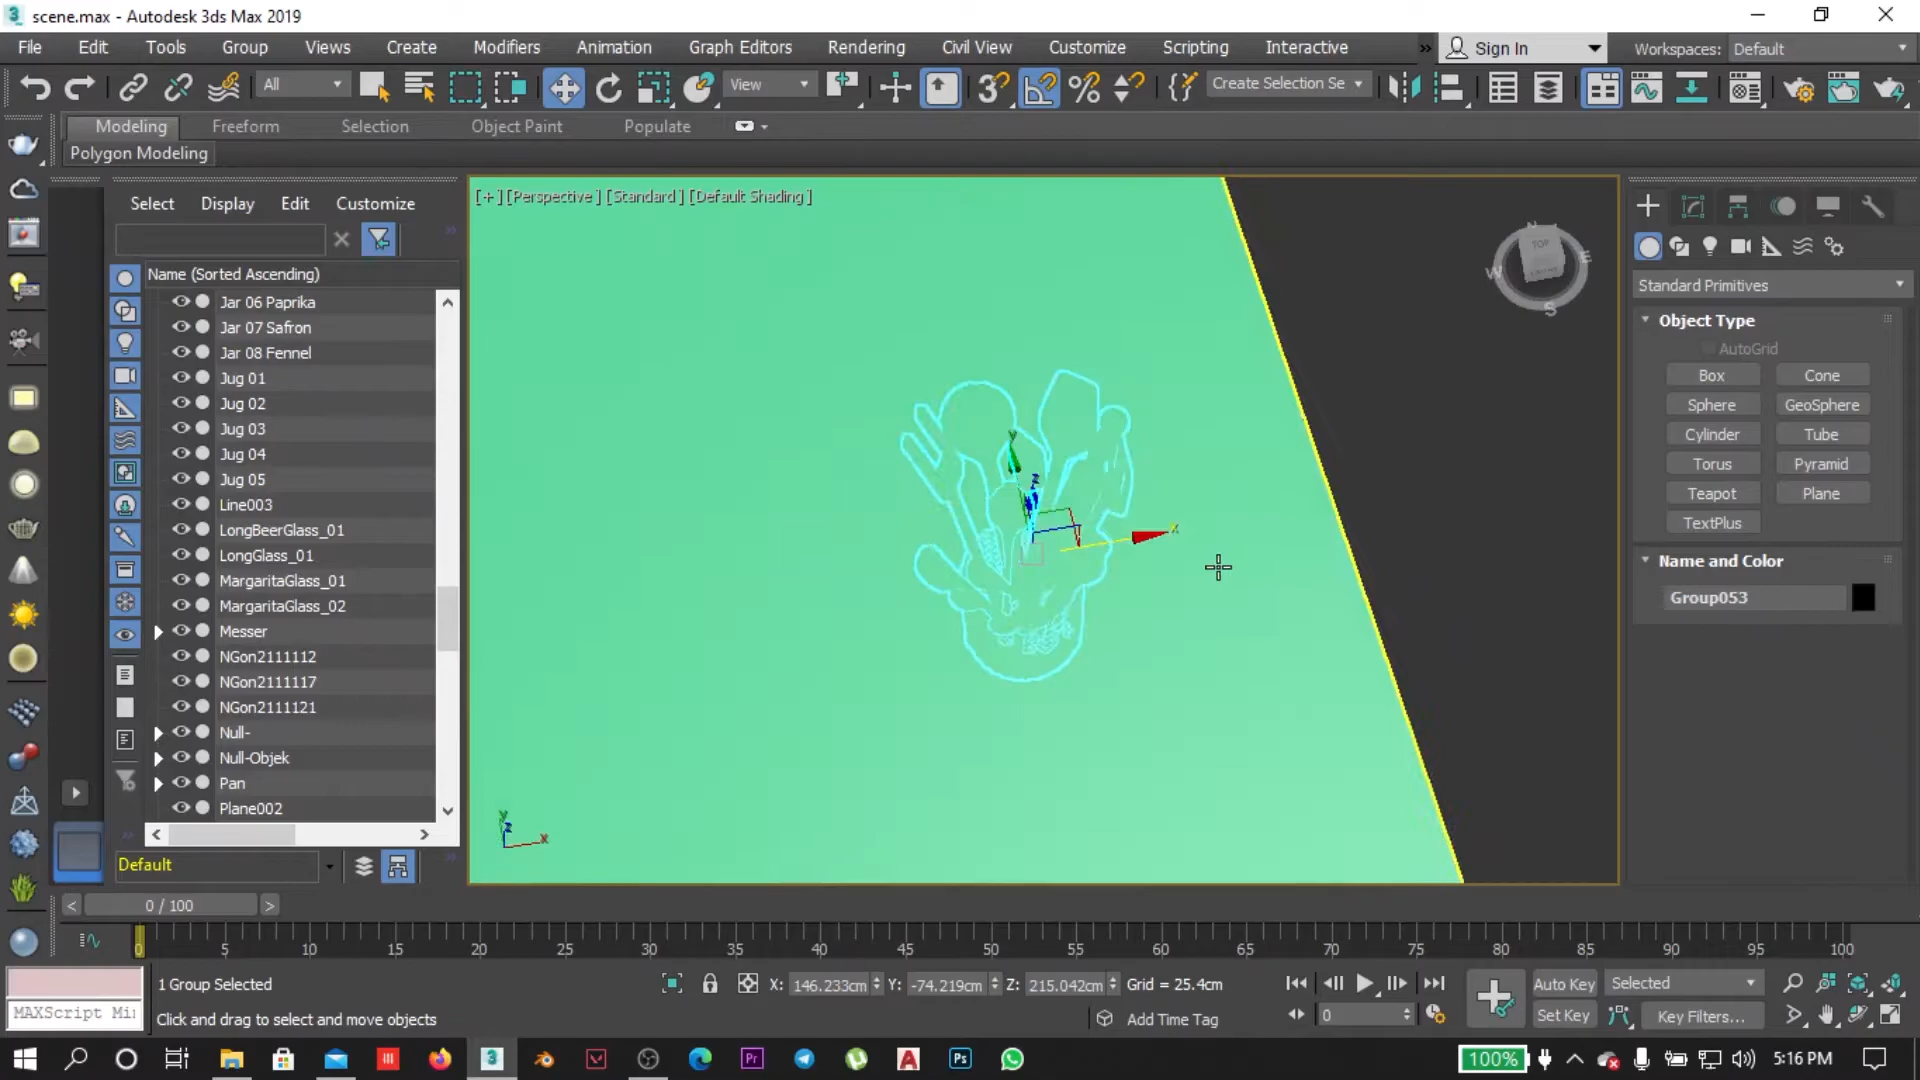 scene.max - Autodesk 3ds Max 2019
File Edit Tools Group Views Create Modifiers Animation Graph Editors Rendering Civil View Customize Scripting Interactive » Sign In Workspaces: Default
All View Create Selection Se
Modeling Freeform Selection Object Paint Populate
Polygon Modeling
Select Display Edit Customize
Name (Sorted Ascending)
Jar 06 Paprika
Jar 07 Safron
Jar 08 Fennel
Jug 01
Jug 02
Jug 03
Jug 04
Jug 05
Line003
LongBeerGlass_01
LongGlass_01
MargaritaGlass_01
MargaritaGlass_02
Messer
NGon2111112
NGon2111117
NGon2111121
Null-
Null-Objek
Pan
Plane002
Default
[+] [Perspective] [Standard] [Default Shading]
TOP
N
W
E
S
y
z
x
y
z
x
Standard Primitives
Object Type
AutoGrid
Box Cone
Sphere GeoSphere
Cylinder Tube
Torus Pyramid
Teapot Plane
TextPlus
Name and Color
Group053
< 0 / 100 >
0 5 10 15 20 25 30 35 40 45 50 55 60 65 70 75 80 85 90 95 100
1 Group Selected X: 146.233cm Y: -74.219cm Z: 215.042cm Grid = 25.4cm Auto Key Selected
MAXScript Mi Click and drag to select and move objects Add Time Tag 0 Set Key Key Filters...
100% 5:16 PM